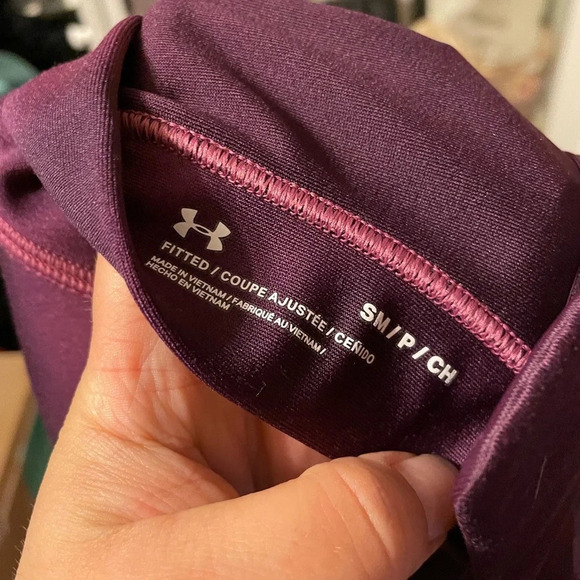 FITTED / COUPE AJUSTÉE / CEÑIDO
MADE IN VIETNAM / FABRIQUÉ AU VIETNAM /
HECHO EN VIETNAM
SM / P / CH